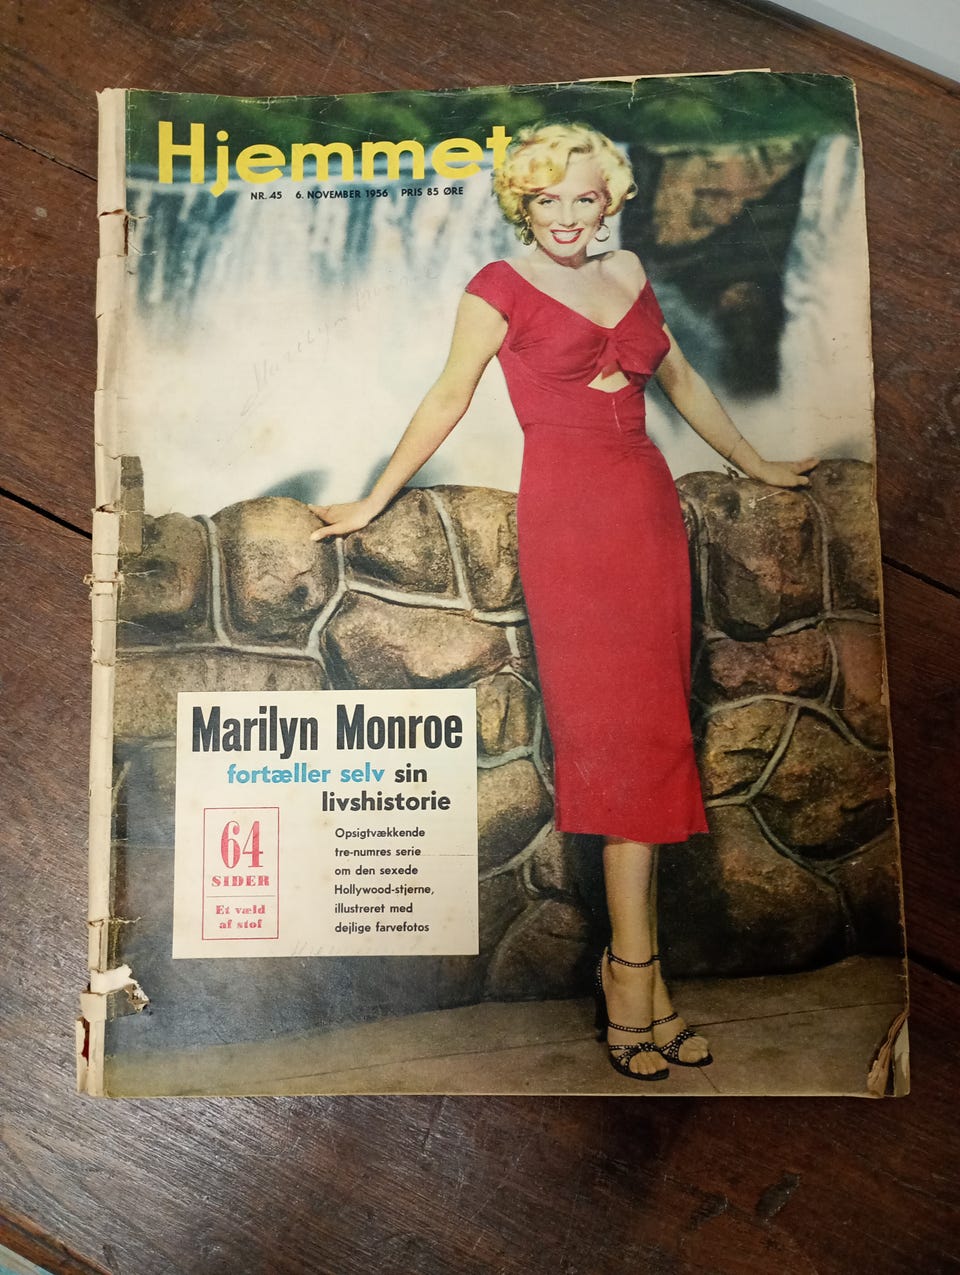 Hjemmet
NR. 45 6. NOVEMBER 1956 PRIS 85 ØRE
Marilyn Monroe
fortæller selv sin
livshistorie
64
SIDER
Et væld
af stof
Opsigtvækkende
tre-numres serie
om den sexede
Hollywood-stjerne,
illustreret med
dejlige farvefotos